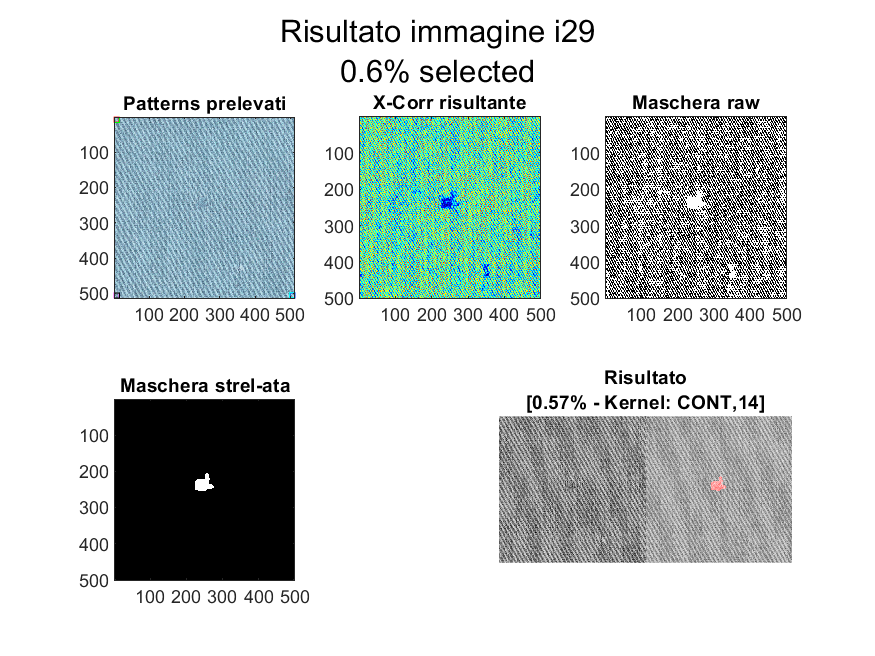 Risultato immagine i29
0.6% selected
Patterns prelevati
100
200
300
400
500
100 200 300 400 500
X-Corr risultante
100
200
300
400
500
100 200 300 400 500
Maschera raw
100
200
300
400
500
100 200 300 400 500
Maschera strel-ata
100
200
300
400
500
100 200 300 400 500
Risultato
[0.57% - Kernel: CONT,14]